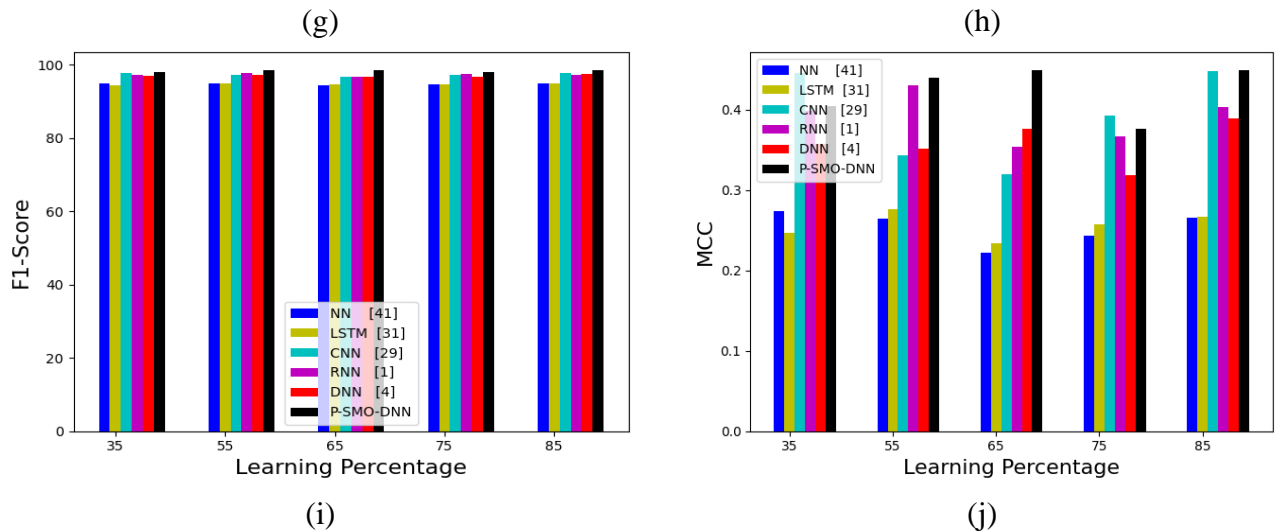 (g)
(h)
100
80
60
40
20
0
F1-Score
NN [41]
LSTM [31]
CNN [29]
RNN [1]
DNN [4]
P-SMO-DNN
35
55
65
75
85
Learning Percentage
(i)
0.4
0.3
0.2
0.1
0.0
MCC
NN [41]
LSTM [31]
CNN [29]
RNN [1]
DNN [4]
P-SMO-DNN
35
55
65
75
85
Learning Percentage
(j)